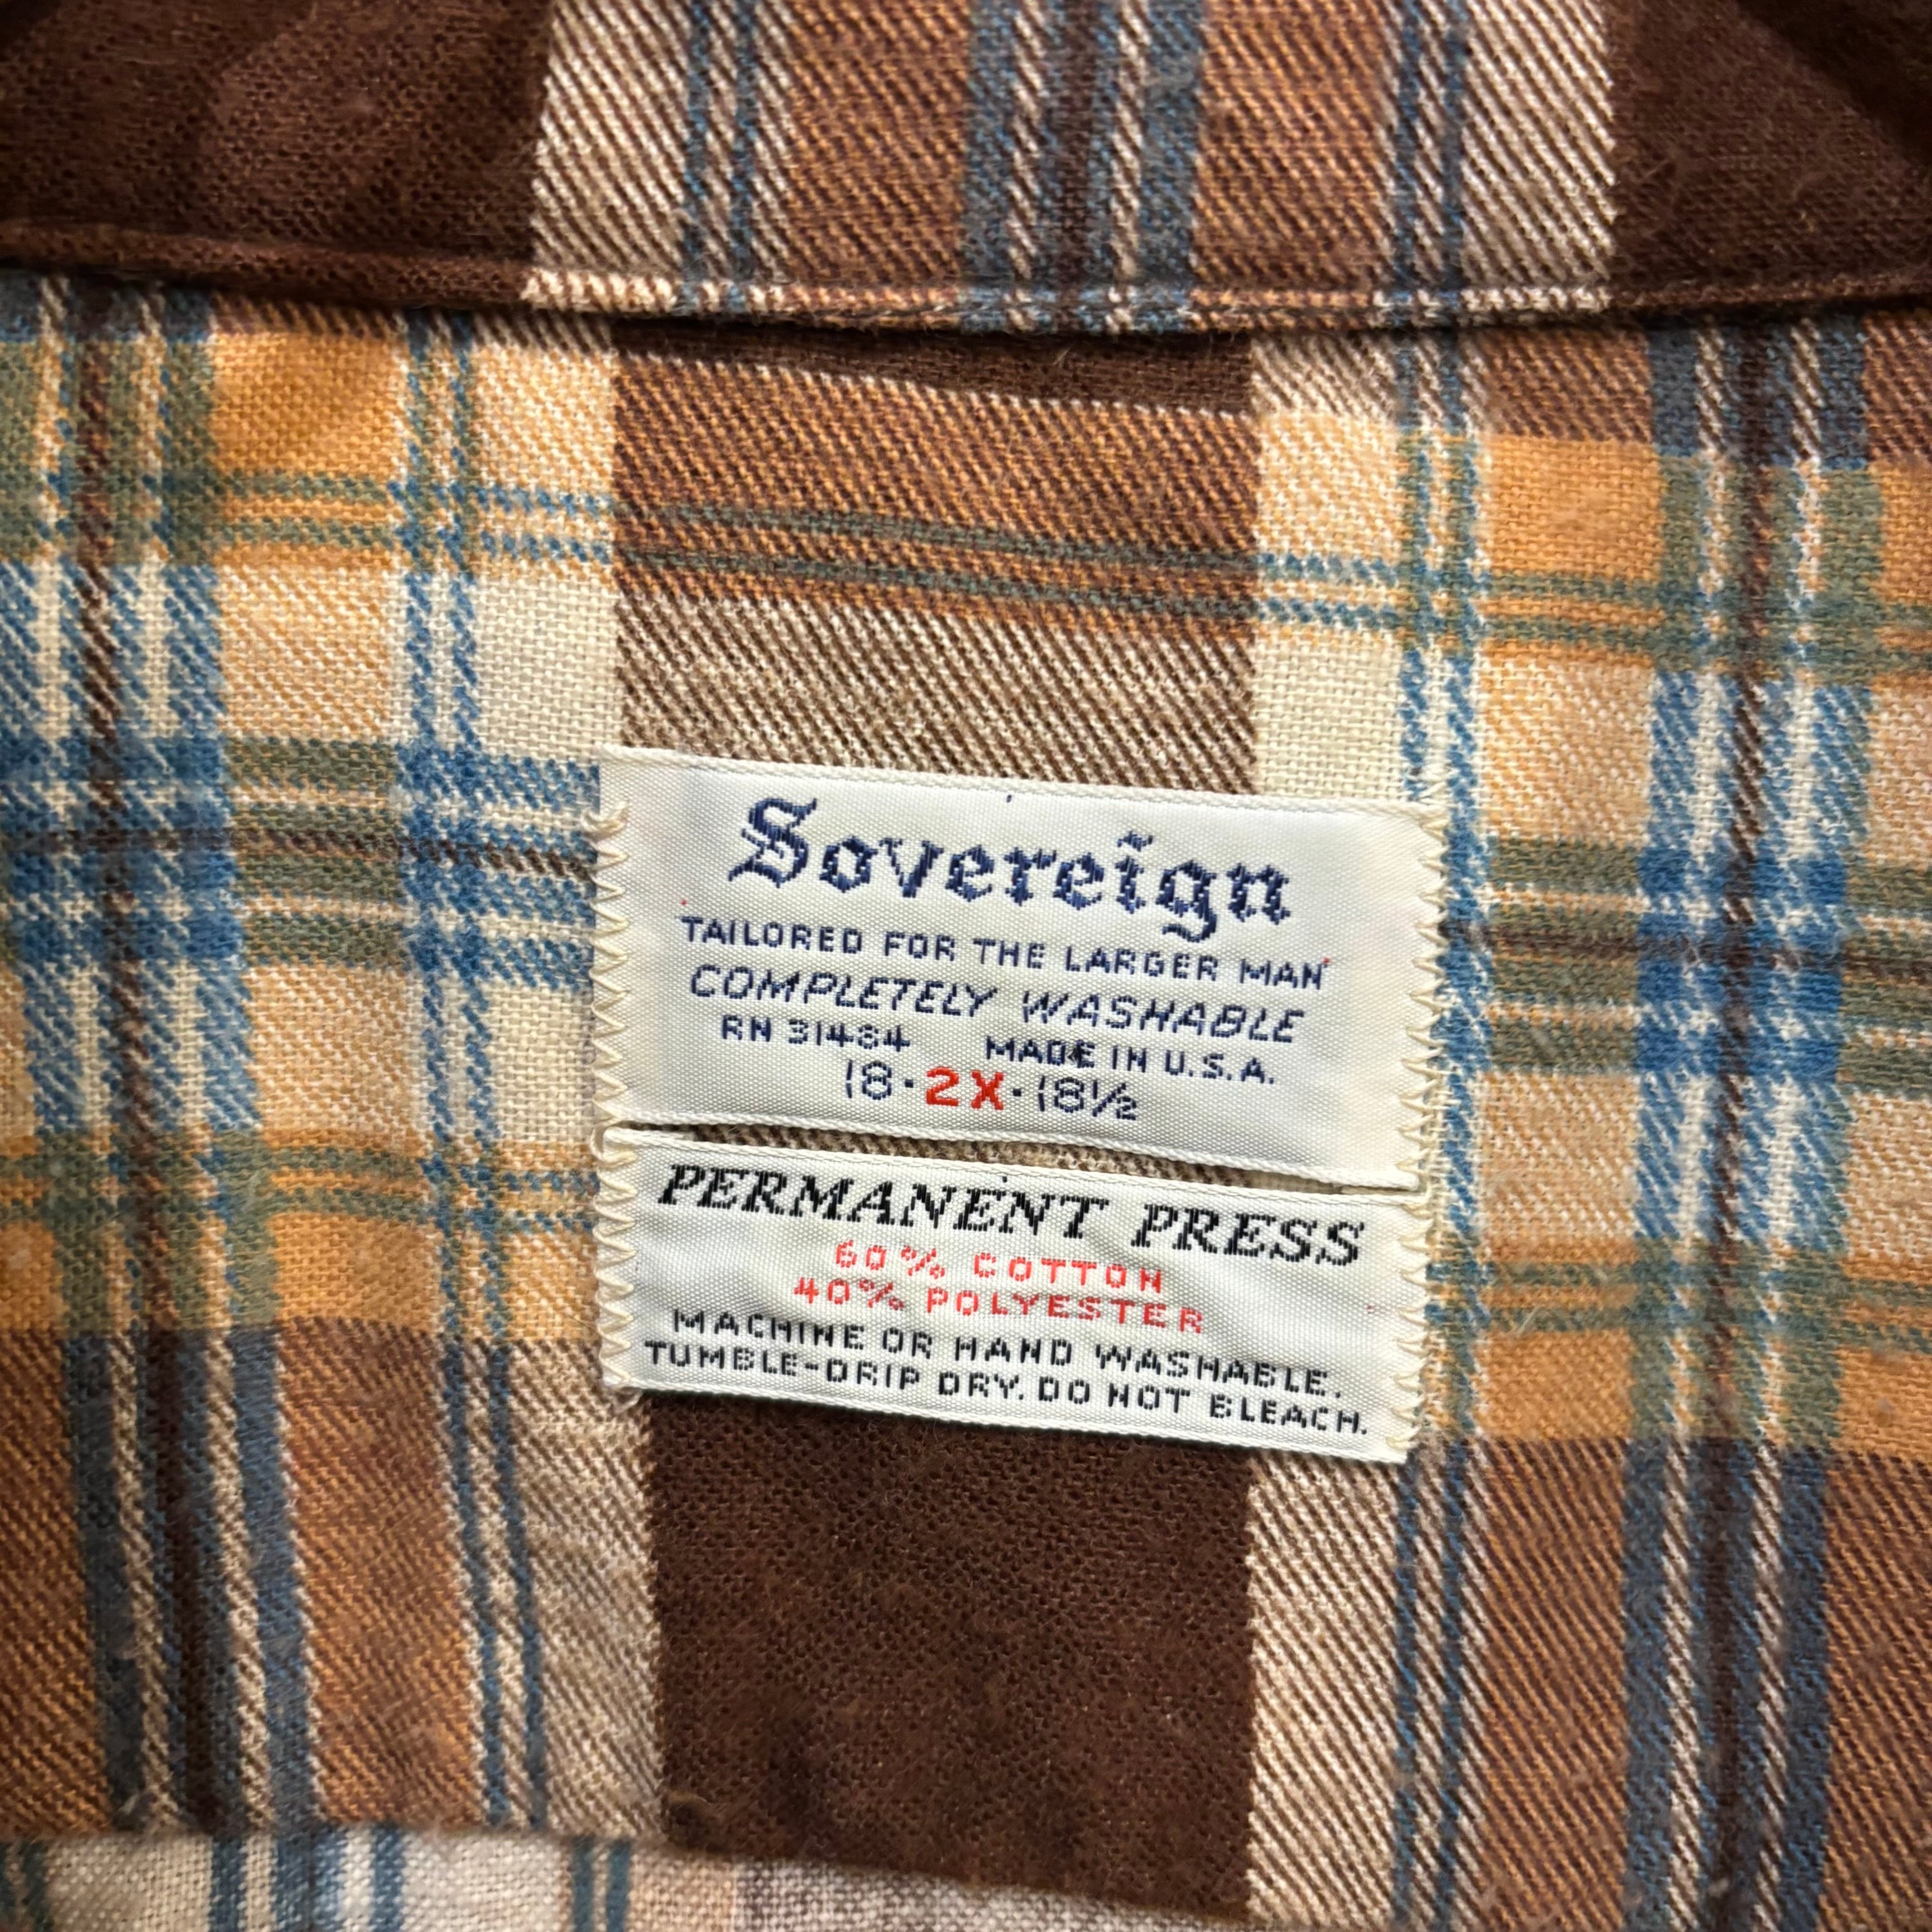 Sovereign
TAILORED FOR THE LARGER MAN
COMPLETELY WASHABLE
RN 31484 MADE IN U.S.A.
18·2X·18½
PERMANENT PRESS
60% COTTON
40% POLYESTER
MACHINE OR HAND WASHABLE.
TUMBLE-DRIP DRY. DO NOT BLEACH.